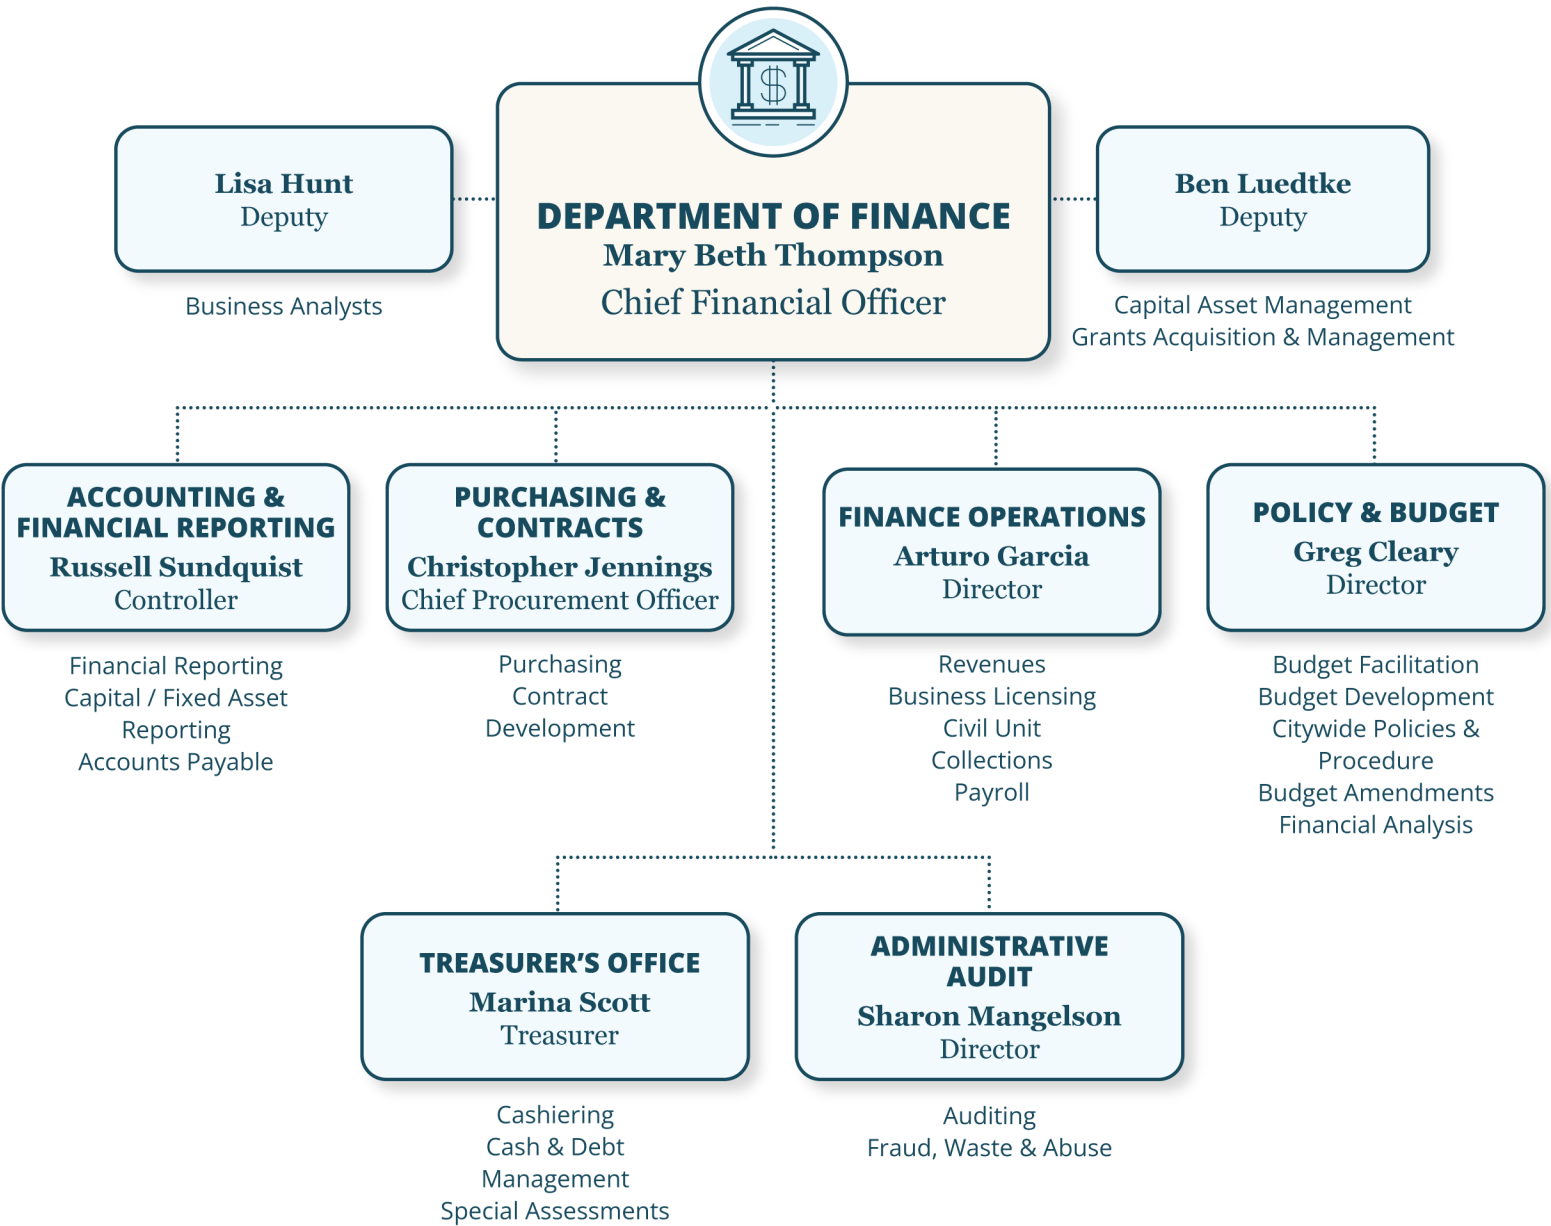 $
DEPARTMENT OF FINANCE
Mary Beth Thompson
Chief Financial Officer
Lisa Hunt
Deputy
Business Analysts
Ben Luedtke
Deputy
Capital Asset Management
Grants Acquisition & Management
ACCOUNTING &
FINANCIAL REPORTING
Russell Sundquist
Controller
Financial Reporting
Capital / Fixed Asset
Reporting
Accounts Payable
PURCHASING &
CONTRACTS
Christopher Jennings
Chief Procurement Officer
Purchasing
Contract
Development
FINANCE OPERATIONS
Arturo Garcia
Director
Revenues
Business Licensing
Civil Unit
Collections
Payroll
POLICY & BUDGET
Greg Cleary
Director
Budget Facilitation
Budget Development
Citywide Policies &
Procedure
Budget Amendments
Financial Analysis
TREASURER’S OFFICE
Marina Scott
Treasurer
Cashiering
Cash & Debt
Management
Special Assessments
ADMINISTRATIVE
AUDIT
Sharon Mangelson
Director
Auditing
Fraud, Waste & Abuse